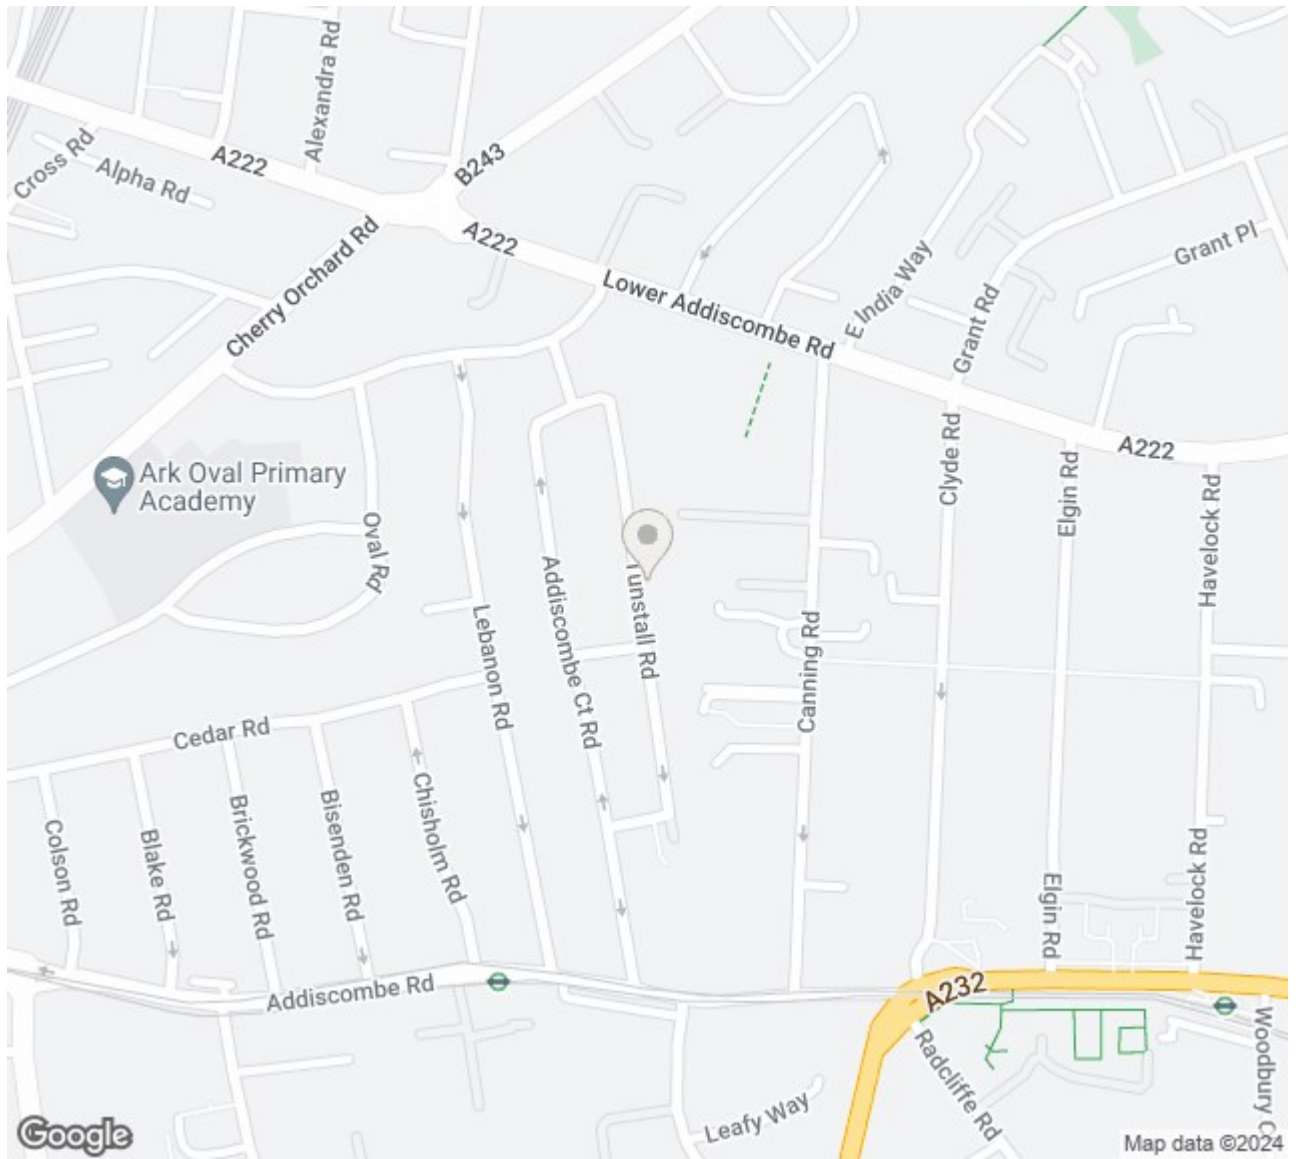 Alexandra Rd
Cross Rd
Alpha Rd
A222
B243
A222
Cherry Orchard Rd
Lower Addiscombe Rd
E India Way
Grant Rd
Grant Pl
A222
Ark Oval Primary
Academy
Oval Rd
Lebanon Rd
Addiscombe Ct Rd
Tunstall Rd
Canning Rd
Clyde Rd
Elgin Rd
Havelock Rd
Cedar Rd
Colson Rd
Blake Rd
Brickwood Rd
Bisenden Rd
Chisholm Rd
Elgin Rd
Havelock Rd
Addiscombe Rd
A232
Radcliffe Rd
Leafy Way
Woodbury
Google
Map data ©2024